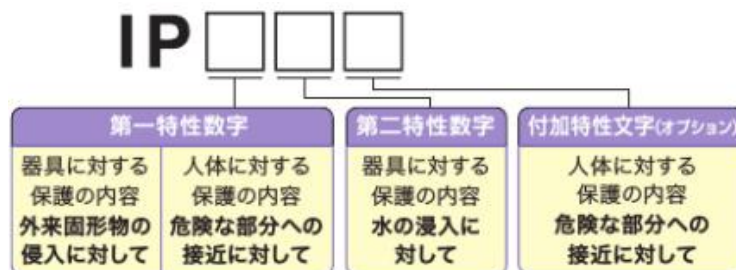 IP□□□
第一特性数字
第二特性数字
付加特性文字(オプション)
器具に対する
保護の内容
外来固形物の
侵入に対して
人体に対する
保護の内容
危険な部分への
接近に対して
器具に対する
保護の内容
水の浸入に
対して
人体に対する
保護の内容
危険な部分への
接近に対して